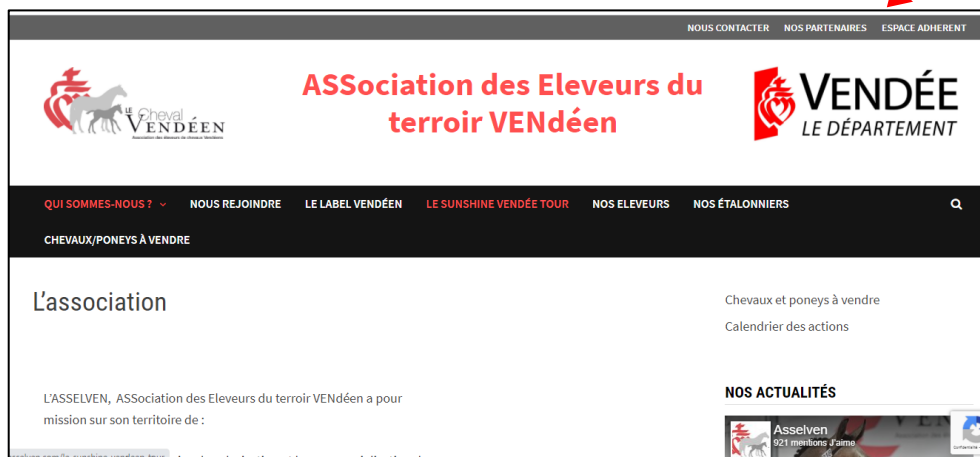 NOUS CONTACTER NOS PARTENAIRES ESPACE ADHERENT
LE Cheval
VENDÉEN
ASSociation des Eleveurs du
terroir VENdéen
VENDÉE
LE DÉPARTEMENT
QUI SOMMES-NOUS ? NOUS REJOINDRE LE LABEL VENDÉEN LE SUNSHINE VENDÉE TOUR NOS ELEVEURS NOS ÉTALONNIERS
CHEVAUX/PONEYS À VENDRE
L'association
Chevaux et poneys à vendre
Calendrier des actions
L'ASSELVEN, ASSociation des Eleveurs du terroir VENdéen a pour
mission sur son territoire de :
NOS ACTUALITÉS
Asselven
921 mentions J'aime